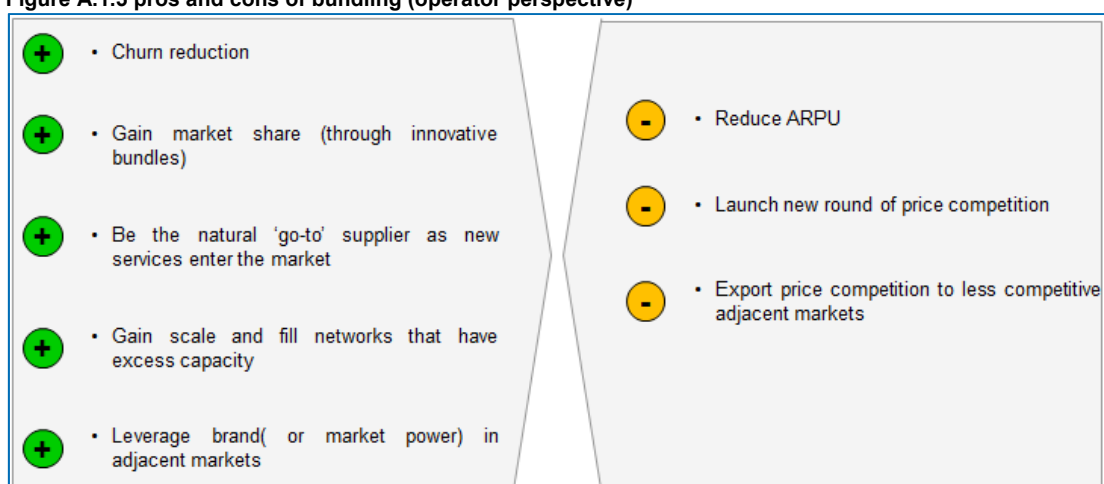 Figure A.1.5 pros and cons of bundling (operator perspective)
+ • Churn reduction
+ • Gain market share (through innovative
bundles)
+ • Be the natural ‘go-to’ supplier as new
services enter the market
+ • Gain scale and fill networks that have
excess capacity
+ • Leverage brand( or market power) in
adjacent markets
- • Reduce ARPU
- • Launch new round of price competition
- • Export price competition to less competitive
adjacent markets